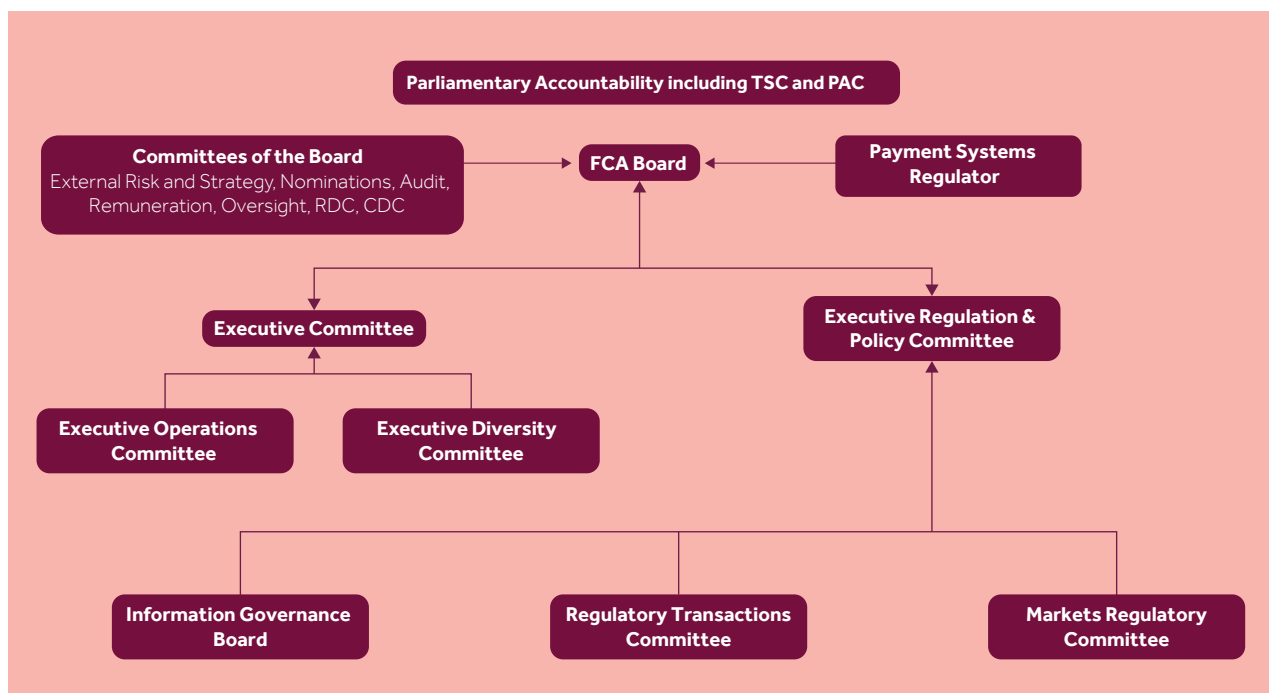 Parliamentary Accountability including TSC and PAC
Committees of the Board
External Risk and Strategy, Nominations, Audit,
Remuneration, Oversight, RDC, CDC
FCA Board
Payment Systems
Regulator
Executive Committee
Executive Regulation &
Policy Committee
Executive Operations
Committee
Executive Diversity
Committee
Information Governance
Board
Regulatory Transactions
Committee
Markets Regulatory
Committee